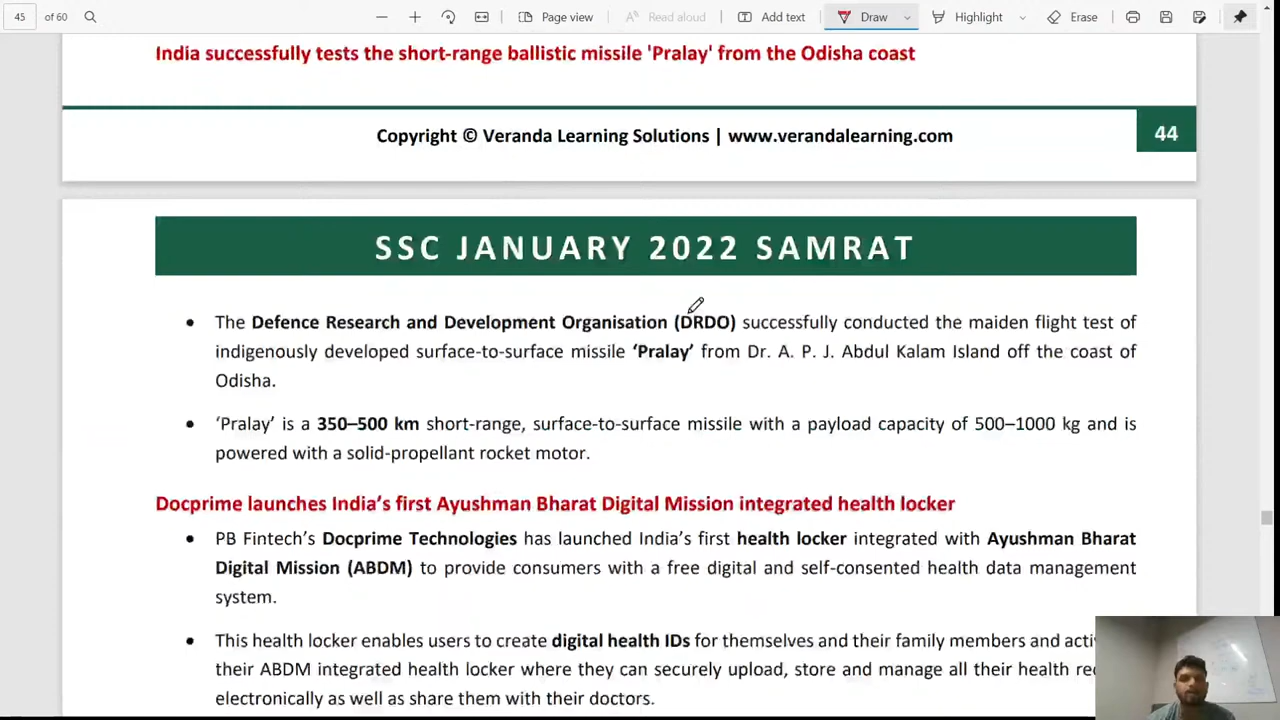 45 of 60 Page view Read aloud Add text Draw Highlight Erase
India successfully tests the short-range ballistic missile 'Pralay' from the Odisha coast
Copyright © Veranda Learning Solutions | www.verandalearning.com 44
SSC JANUARY 2022 SAMRAT
• The Defence Research and Development Organisation (DRDO) successfully conducted the maiden flight test of
indigenously developed surface-to-surface missile ‘Pralay’ from Dr. A. P. J. Abdul Kalam Island off the coast of
Odisha.
• ‘Pralay’ is a 350–500 km short-range, surface-to-surface missile with a payload capacity of 500–1000 kg and is
powered with a solid-propellant rocket motor.
Docprime launches India’s first Ayushman Bharat Digital Mission integrated health locker
• PB Fintech’s Docprime Technologies has launched India’s first health locker integrated with Ayushman Bharat
Digital Mission (ABDM) to provide consumers with a free digital and self-consented health data management
system.
• This health locker enables users to create digital health IDs for themselves and their family members and
their ABDM integrated health locker where they can securely upload, store and manage all their health
electronically as well as share them with their doctors.